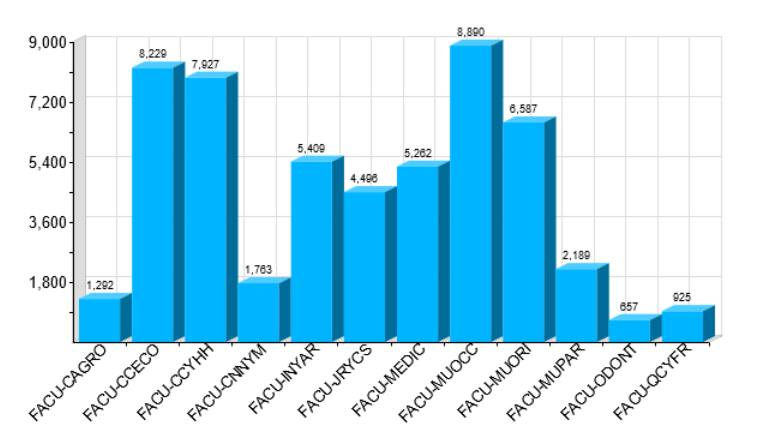 8,890
9,000
8,229
7,927
7,200
6,587
5,409
5,400
5,262
4,496
3,600
2,189
1,800
1,763
1,292
925
657
FACU-CAGRO
FACU-CCECO
FACU-CCYHH
FACU-CNNYM
FACU-INYAR
FACU-JRYCS
FACU-MEDIC
FACU-MUOCC
FACU-MUORI
FACU-MUPAR
FACU-ODONT
FACU-QCYFR